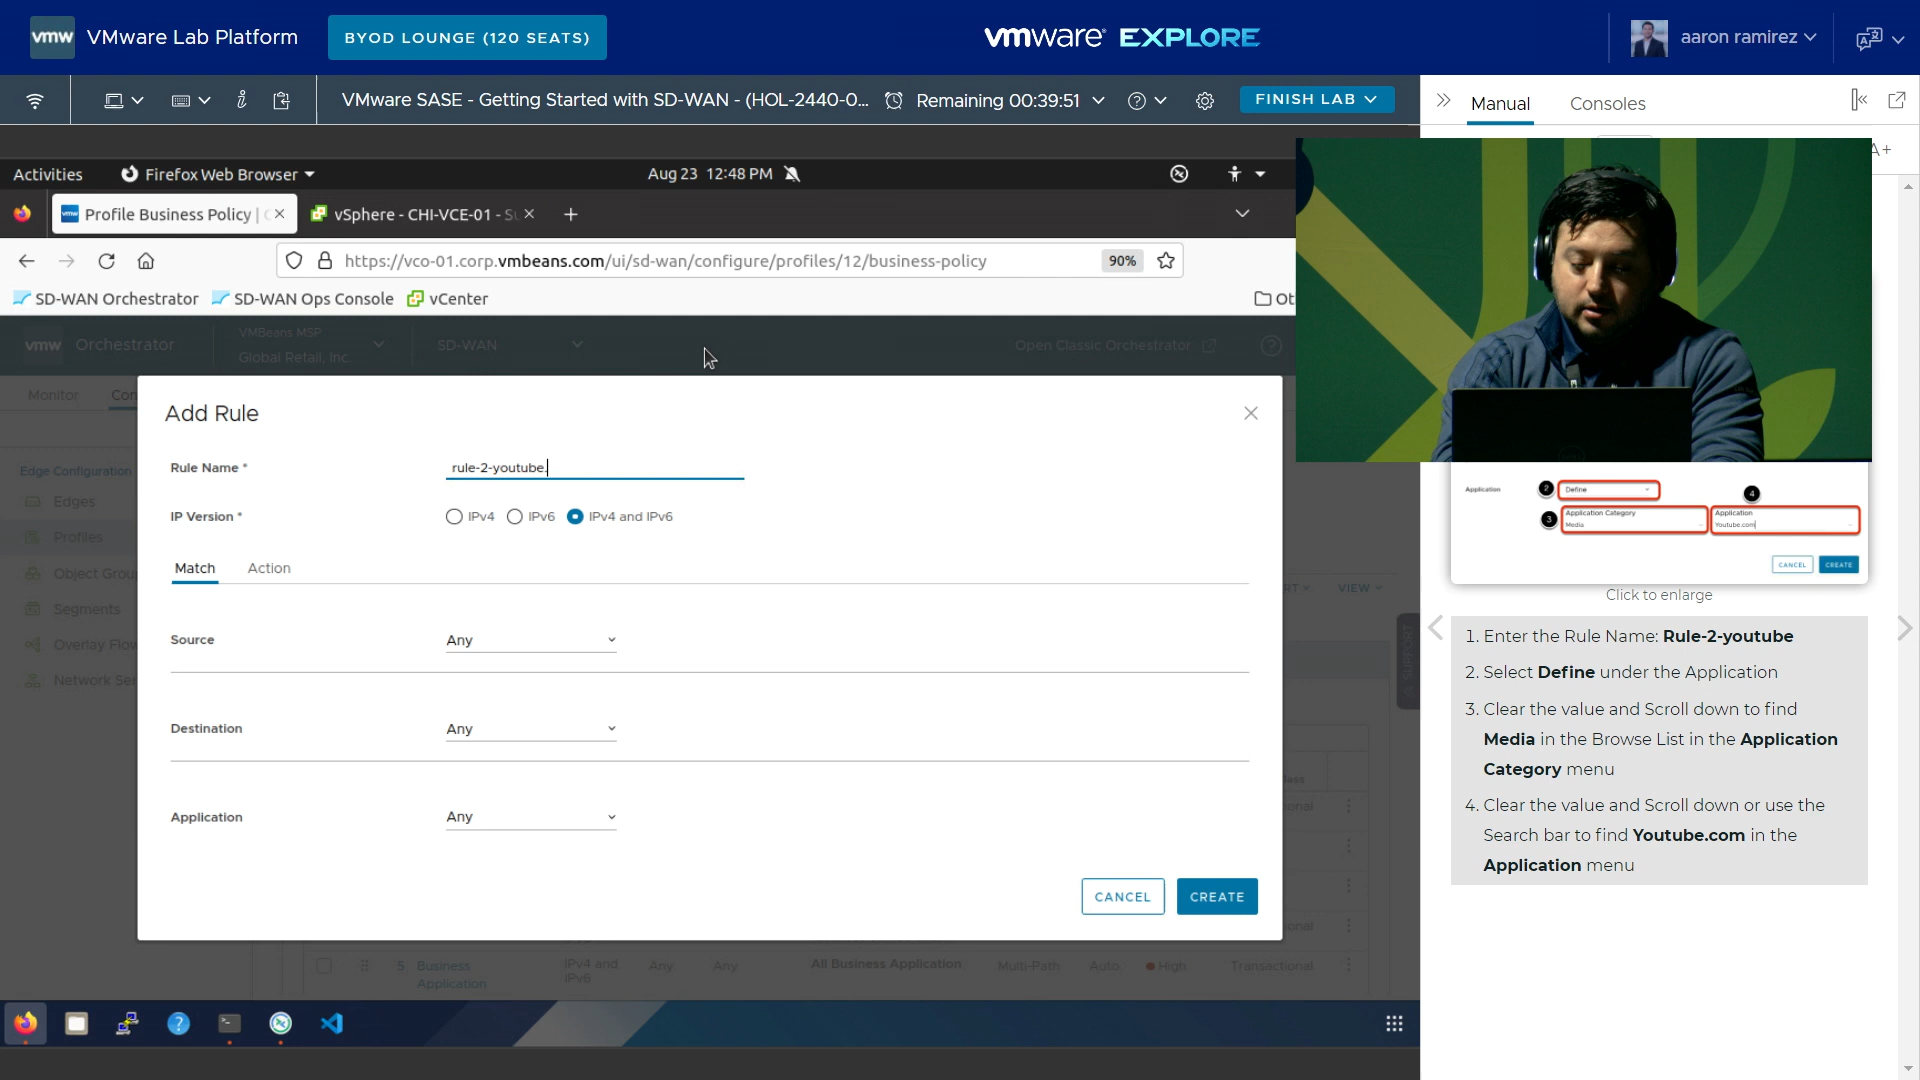 vmw VMware Lab Platform BYOD LOUNGE (120 SEATS) vmware EXPLORE aaron ramirez
VMware SASE - Getting Started with SD-WAN - (HOL-2440-0... Remaining 00:39:51 FINISH LAB Manual Consoles
A+
Activities Firefox Web Browser Aug 23 12:48 PM
Profile Business Policy | vSphere - CHI-VCE-01 - S
https://vco-01.corp.vmbeans.com/ui/sd-wan/configure/profiles/12/business-policy 90%
SD-WAN Orchestrator SD-WAN Ops Console vCenter Ot
vmw Orchestrator VMBeans MSP Global Retail, Inc. SD-WAN Open Classic Orchestrator
Monitor Con
Edge Configuration
Edges
Profiles
Object Grou
Segments
Overlay Flow
Network Ser
Add Rule
Rule Name * rule-2-youtube.
IP Version * IPv4 IPv6 IPv4 and IPv6
Match Action
VIEW
Source Any
SUPPORT
Destination Any
Application Any
CANCEL CREATE
5 Business Application IPv4 and IPv6 Any Any All Business Application Multi-Path Auto High Transactional
Application 2 Define 4
3 Application Category Media Application Youtube.com
CANCEL CREATE
Click to enlarge
1. Enter the Rule Name: Rule-2-youtube
2. Select Define under the Application
3. Clear the value and Scroll down to find
Media in the Browse List in the Application
Category menu
4. Clear the value and Scroll down or use the
Search bar to find Youtube.com in the
Application menu